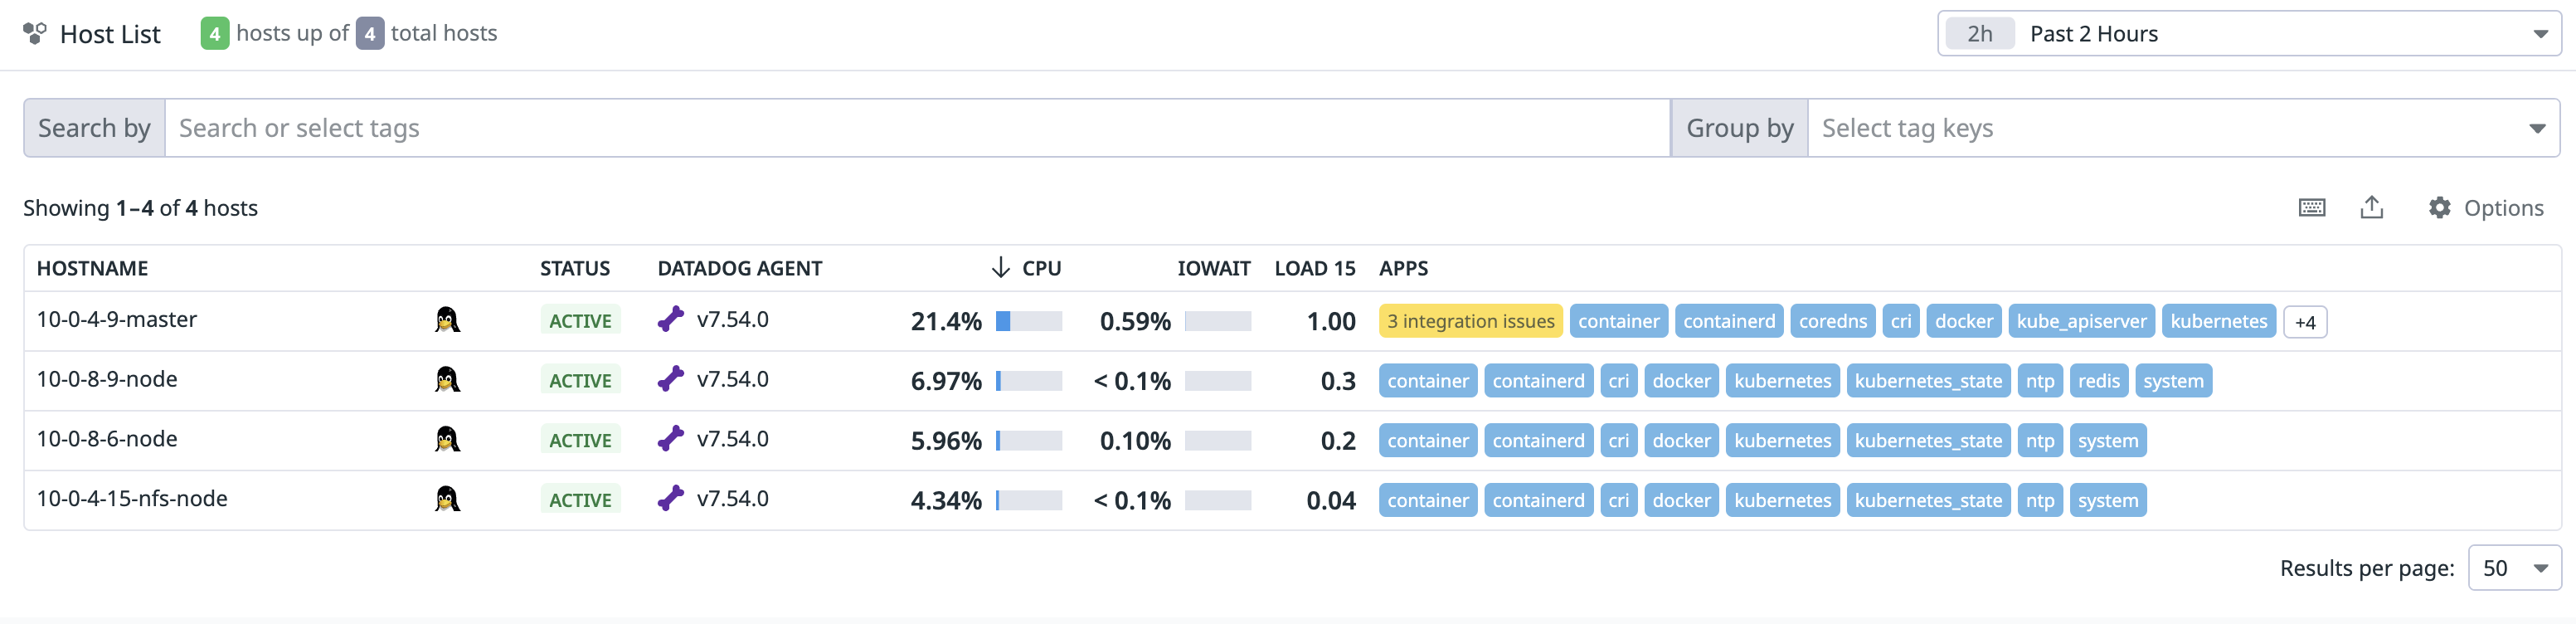 Host List 4 hosts up of 4 total hosts 2h Past 2 Hours
Search by Search or select tags Group by Select tag keys
Showing 1–4 of 4 hosts Options
HOSTNAME STATUS DATADOG AGENT CPU IOWAIT LOAD 15 APPS
10-0-4-9-master ACTIVE v7.54.0 21.4% 0.59% 1.00 3 integration issues container containerd coredns cri docker kube_apiserver kubernetes +4
10-0-8-9-node ACTIVE v7.54.0 6.97% < 0.1% 0.3 container containerd cri docker kubernetes kubernetes_state ntp redis system
10-0-8-6-node ACTIVE v7.54.0 5.96% 0.10% 0.2 container containerd cri docker kubernetes kubernetes_state ntp system
10-0-4-15-nfs-node ACTIVE v7.54.0 4.34% < 0.1% 0.04 container containerd cri docker kubernetes kubernetes_state ntp system
Results per page: 50